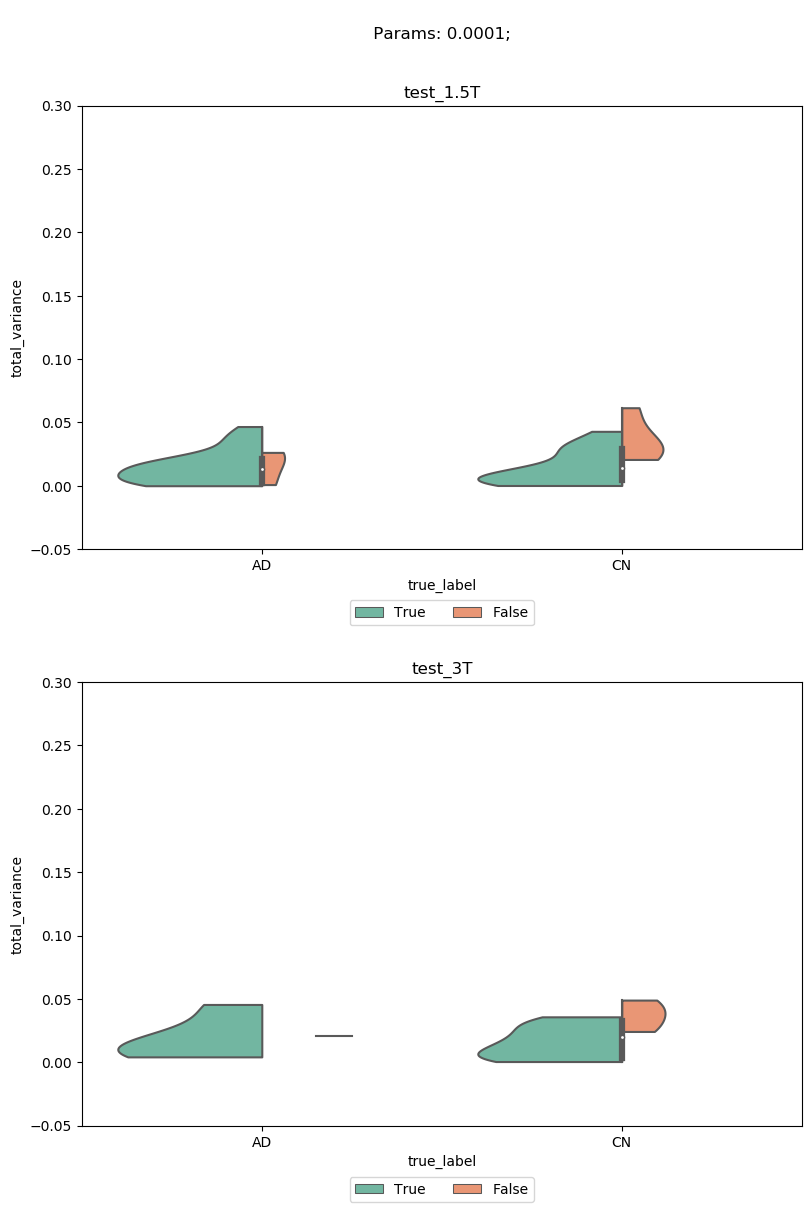 Params: 0.0001;
test_1.5T
0.30
0.25
0.20
0.15
0.10
0.05
0.00
−0.05
total_variance
AD CN
true_label
True False
test_3T
0.30
0.25
0.20
0.15
0.10
0.05
0.00
−0.05
total_variance
AD CN
true_label
True False